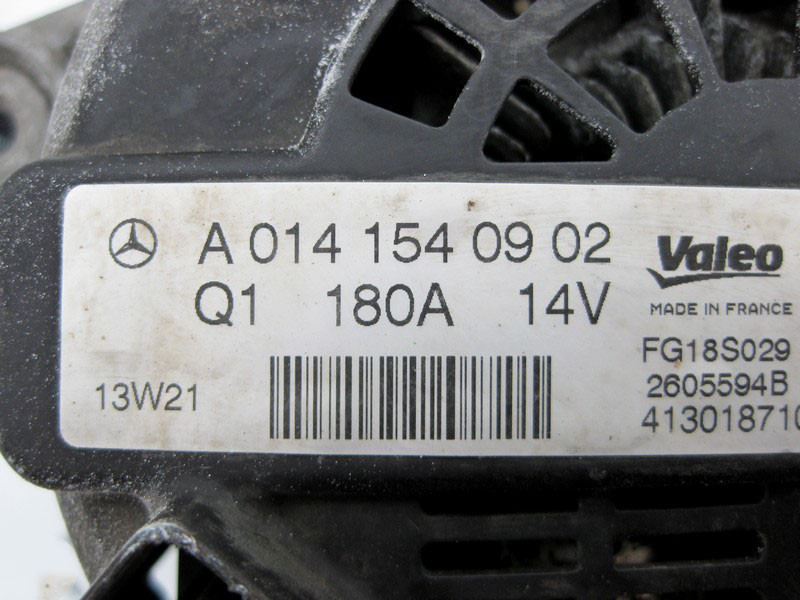 A 014 154 09 02
Q1 180A 14V
13W21
Valeo
MADE IN FRANCE
FG18S029
2605594B
413018710